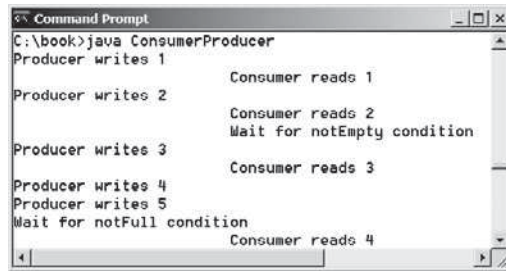 Command Prompt
C:\book>java ConsumerProducer
Producer writes 1
Consumer reads 1
Producer writes 2
Consumer reads 2
Wait for notEmpty condition
Producer writes 3
Consumer reads 3
Producer writes 4
Producer writes 5
Wait for notFull condition
Consumer reads 4